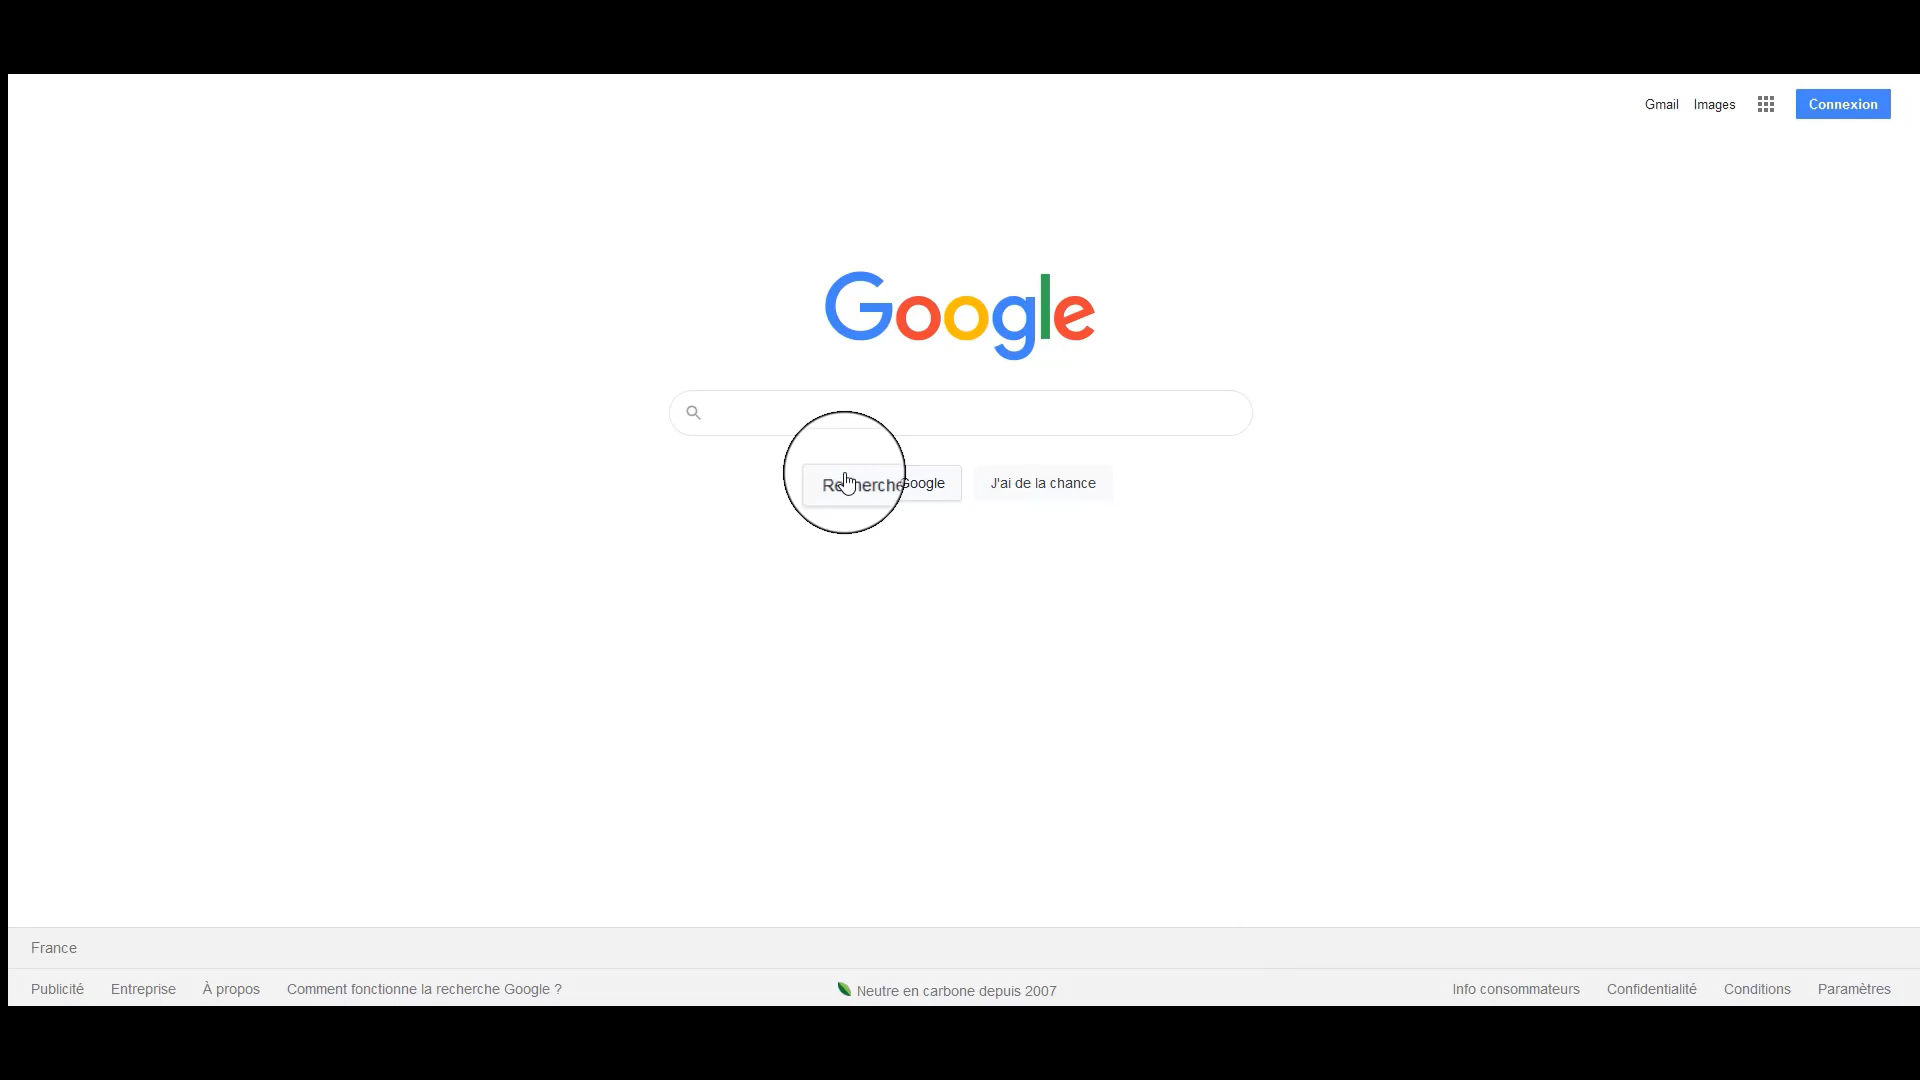 Gmail Images Connexion
Google
Recherche Google J'ai de la chance
France
Publicité Entreprise À propos Comment fonctionne la recherche Google ? Neutre en carbone depuis 2007 Info consommateurs Confidentialité Conditions Paramètres